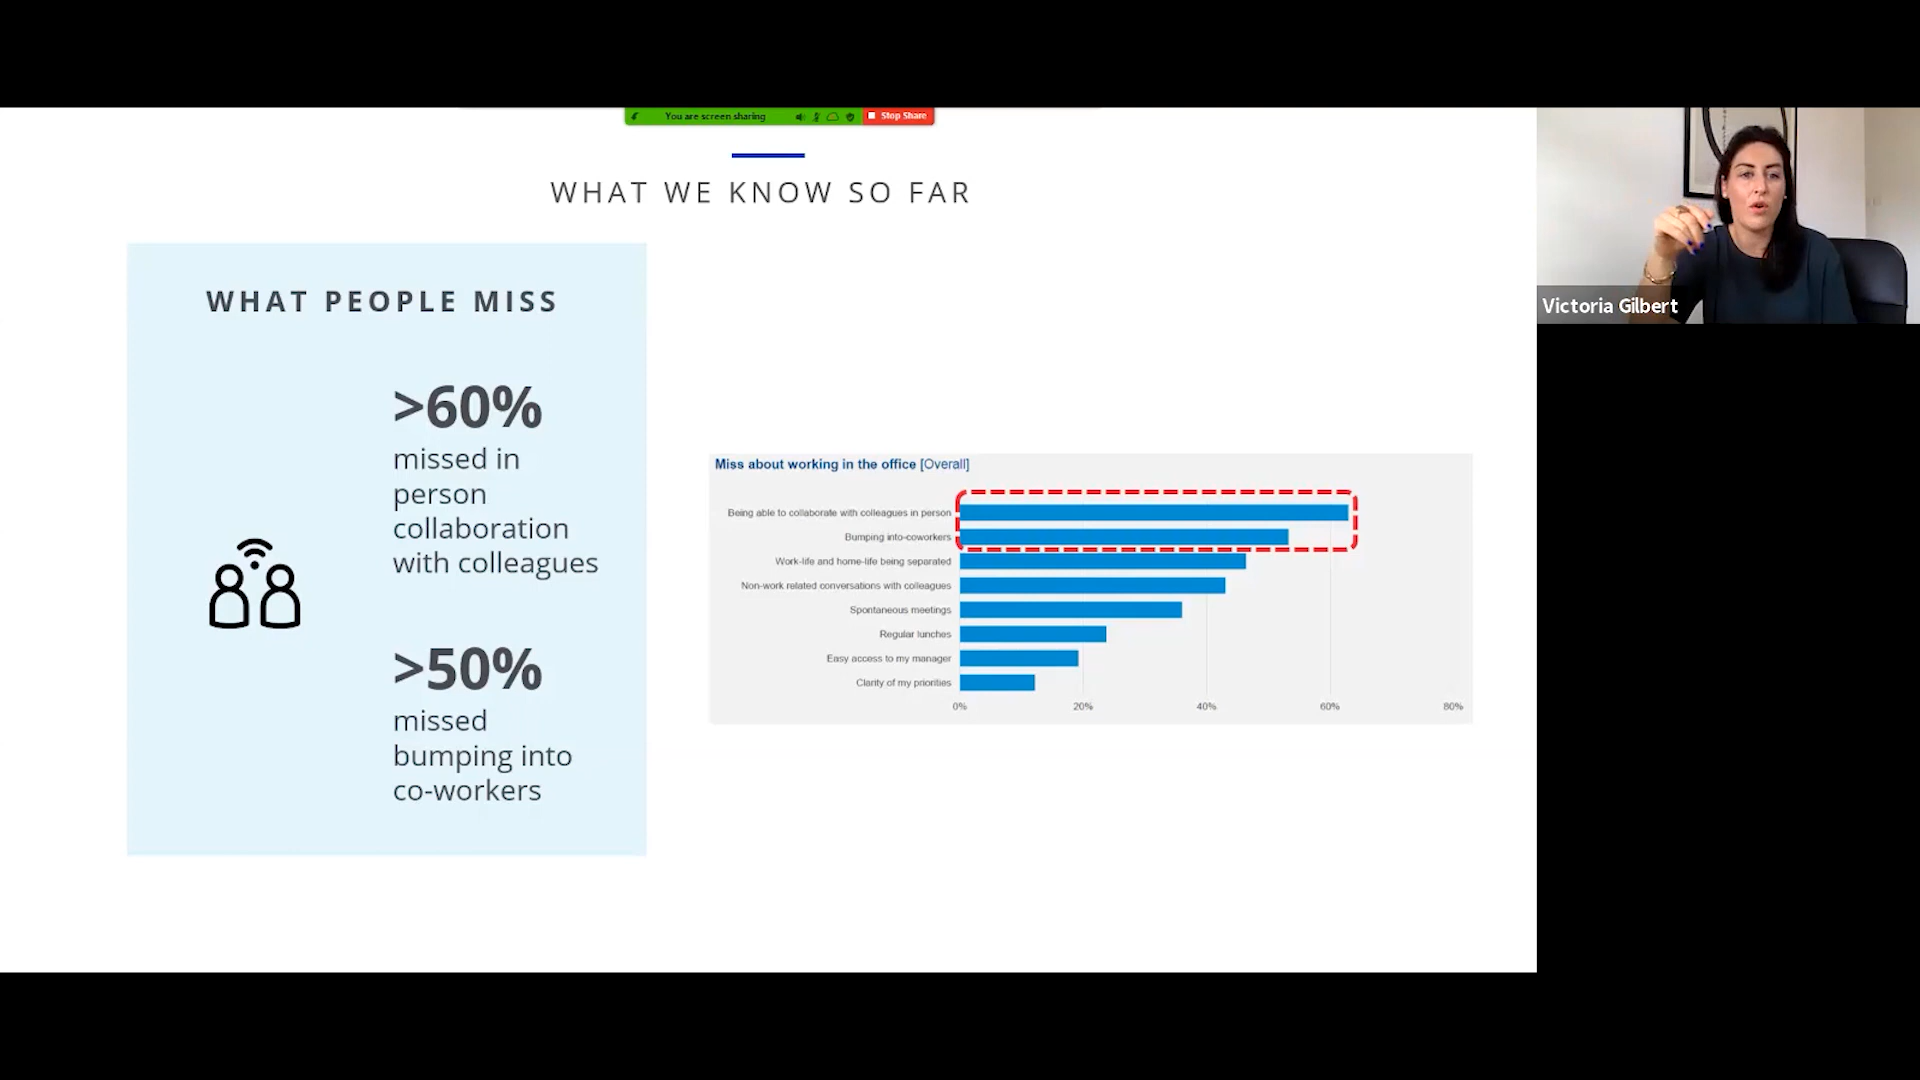 You are screen sharing
Stop Share
WHAT WE KNOW SO FAR
WHAT PEOPLE MISS
>60%
missed in
person
collaboration
with colleagues
>50%
missed
bumping into
co-workers
Miss about working in the office [Overall]
Being able to collaborate with colleagues in person
Bumping into-coworkers
Work-life and home-life being separated
Non-work related conversations with colleagues
Spontaneous meetings
Regular lunches
Easy access to my manager
Clarity of my priorities
0% 20% 40% 60% 80%
Victoria Gilbert